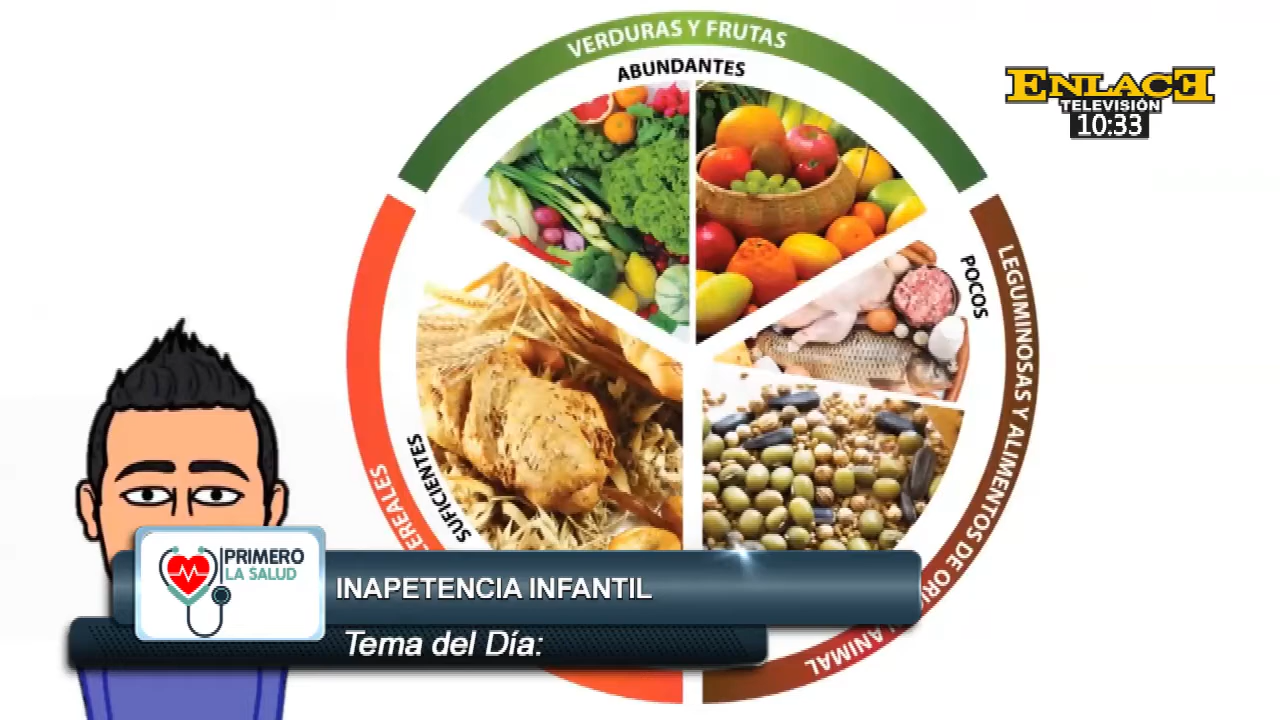 VERDURAS Y FRUTAS
ABUNDANTES
ENLACE
TELEVISIÓN
10:33
POCOS
LEGUMINOSAS Y ALIMENTOS DE
ANIMAL
SUFICIENTES
PRIMERO
LA SALUD
INAPETENCIA INFANTIL
Tema del Día: